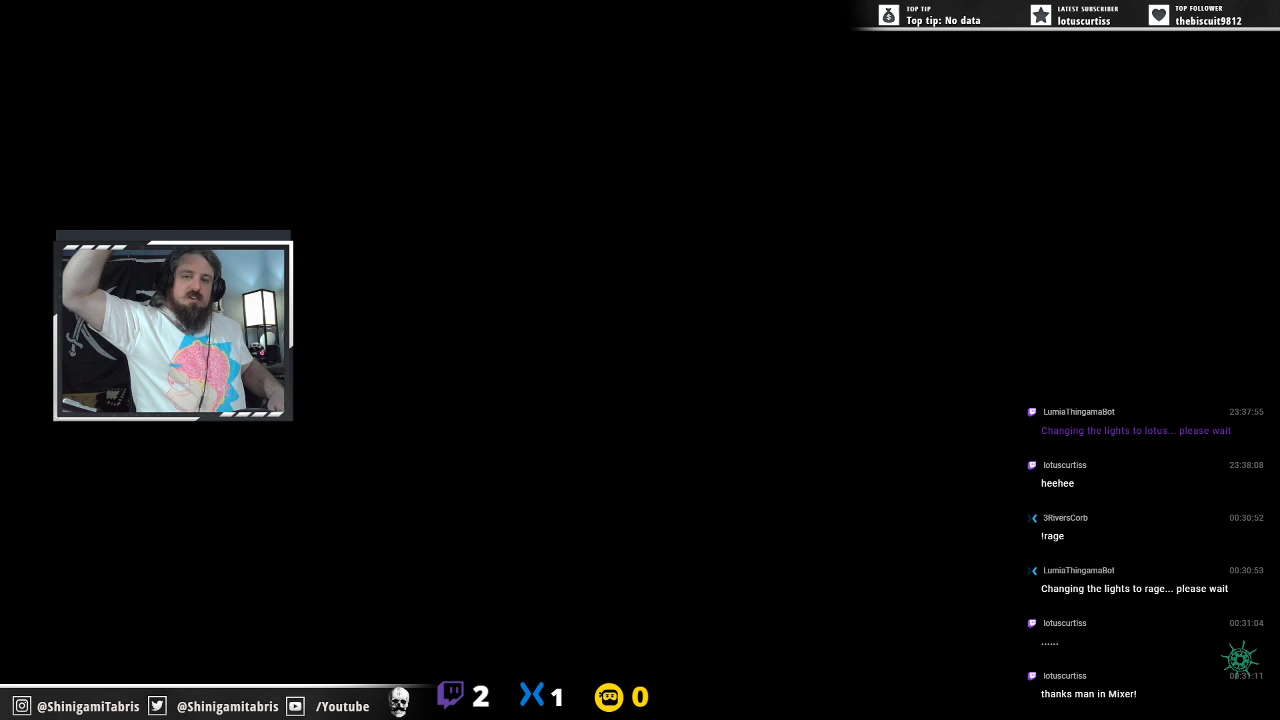 TOP TIP
Top tip: No data
LATEST SUBSCRIBER
lotuscurtiss
TOP FOLLOWER
thebiscuit9812
LumiaThingamaBot 23:37:55
Changing the lights to lotus... please wait
lotuscurtiss 23:38:08
heehee
3RiversCorb 00:30:52
!rage
LumiaThingamaBot 00:30:53
Changing the lights to rage... please wait
lotuscurtiss 00:31:04
......
lotuscurtiss 00:31:11
thanks man in Mixer!
@ShinigamiTabris
@Shinigamitabris
/Youtube
2
1
0